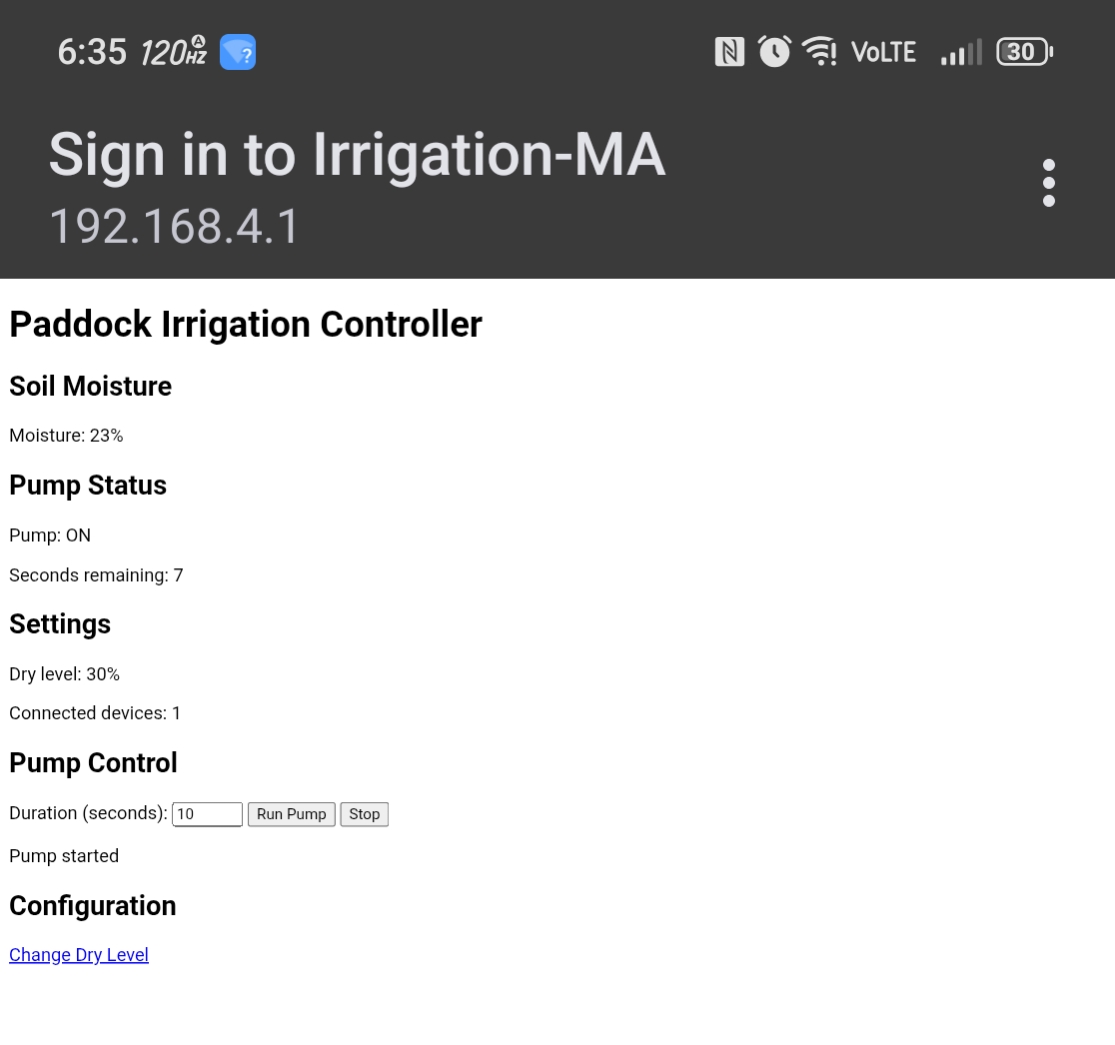 6:35 120Hz A ? N VoLTE 30
Sign in to Irrigation-MA
192.168.4.1
Paddock Irrigation Controller
Soil Moisture
Moisture: 23%
Pump Status
Pump: ON
Seconds remaining: 7
Settings
Dry level: 30%
Connected devices: 1
Pump Control
Duration (seconds): 10 Run Pump Stop
Pump started
Configuration
Change Dry Level